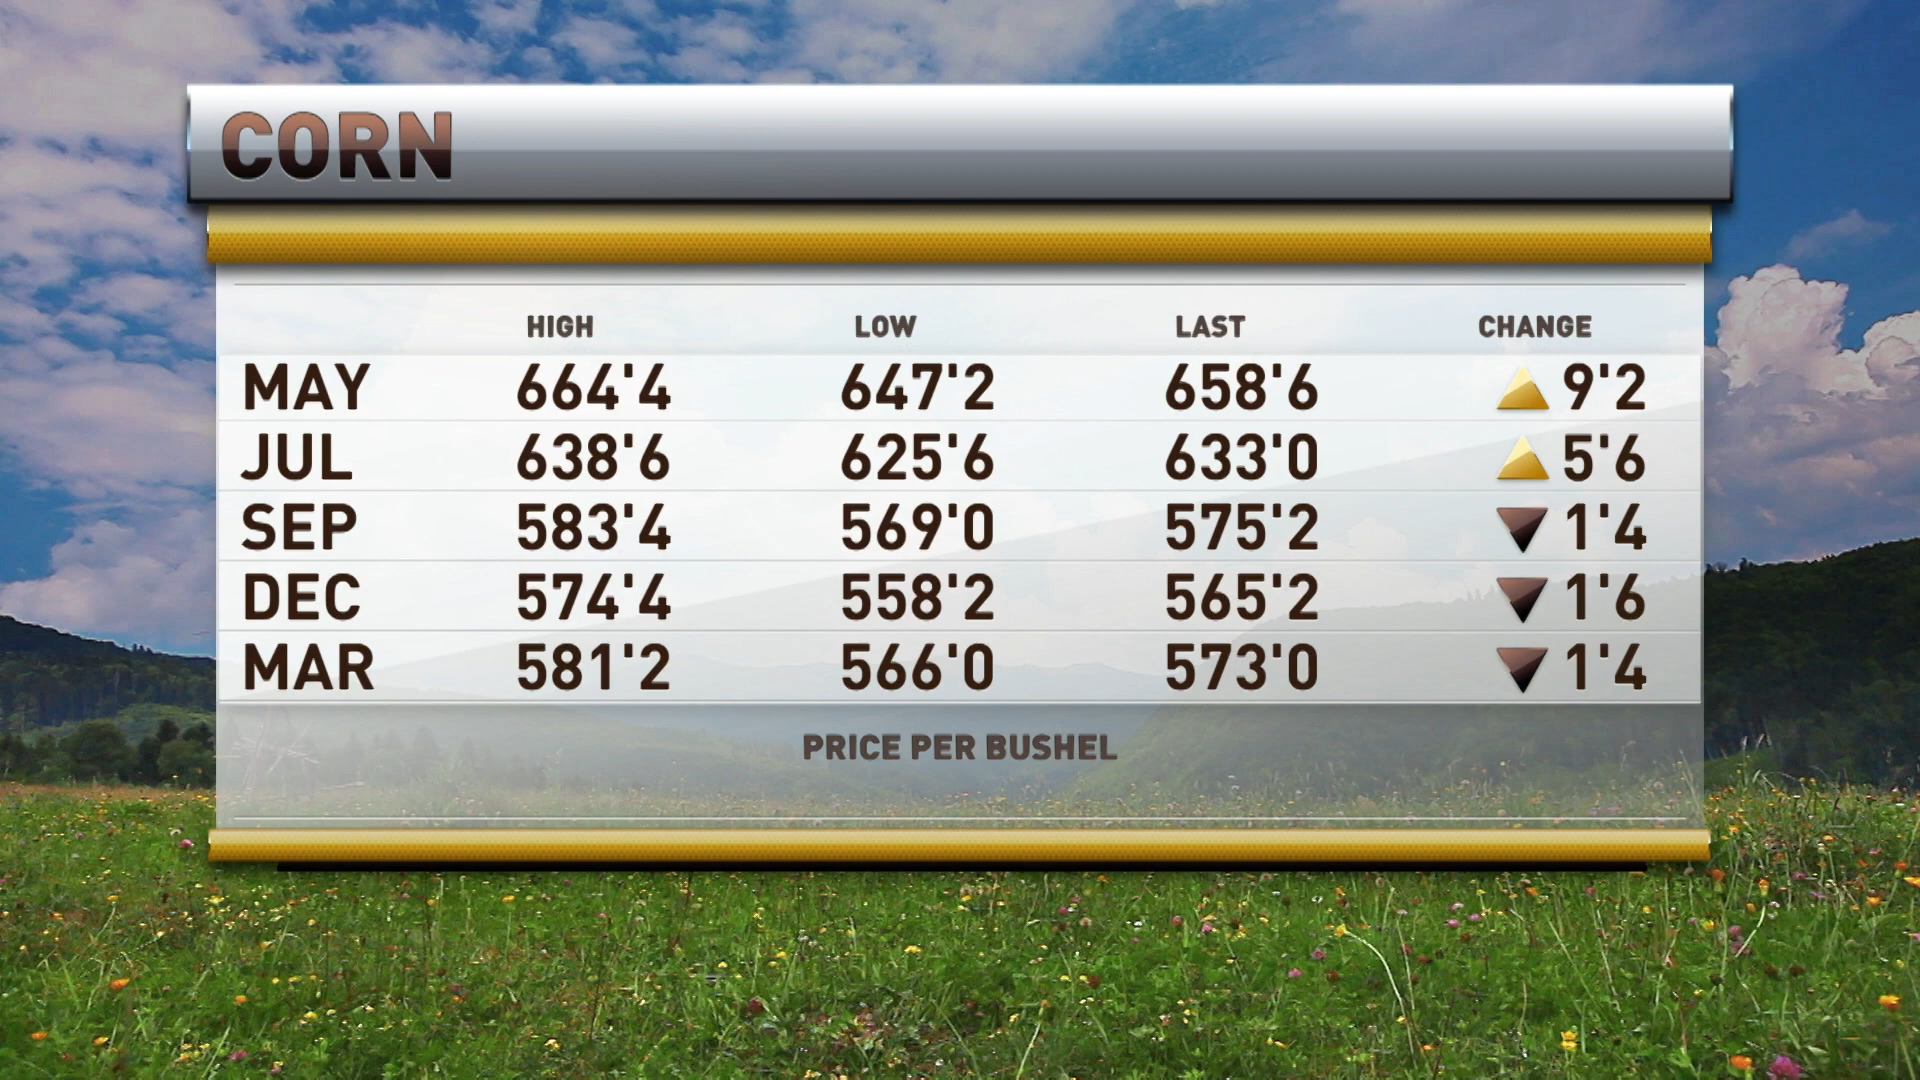 CORN
HIGH LOW LAST CHANGE
MAY 664'4 647'2 658'6 ▲ 9'2
JUL 638'6 625'6 633'0 ▲ 5'6
SEP 583'4 569'0 575'2 ▼ 1'4
DEC 574'4 558'2 565'2 ▼ 1'6
MAR 581'2 566'0 573'0 ▼ 1'4
PRICE PER BUSHEL